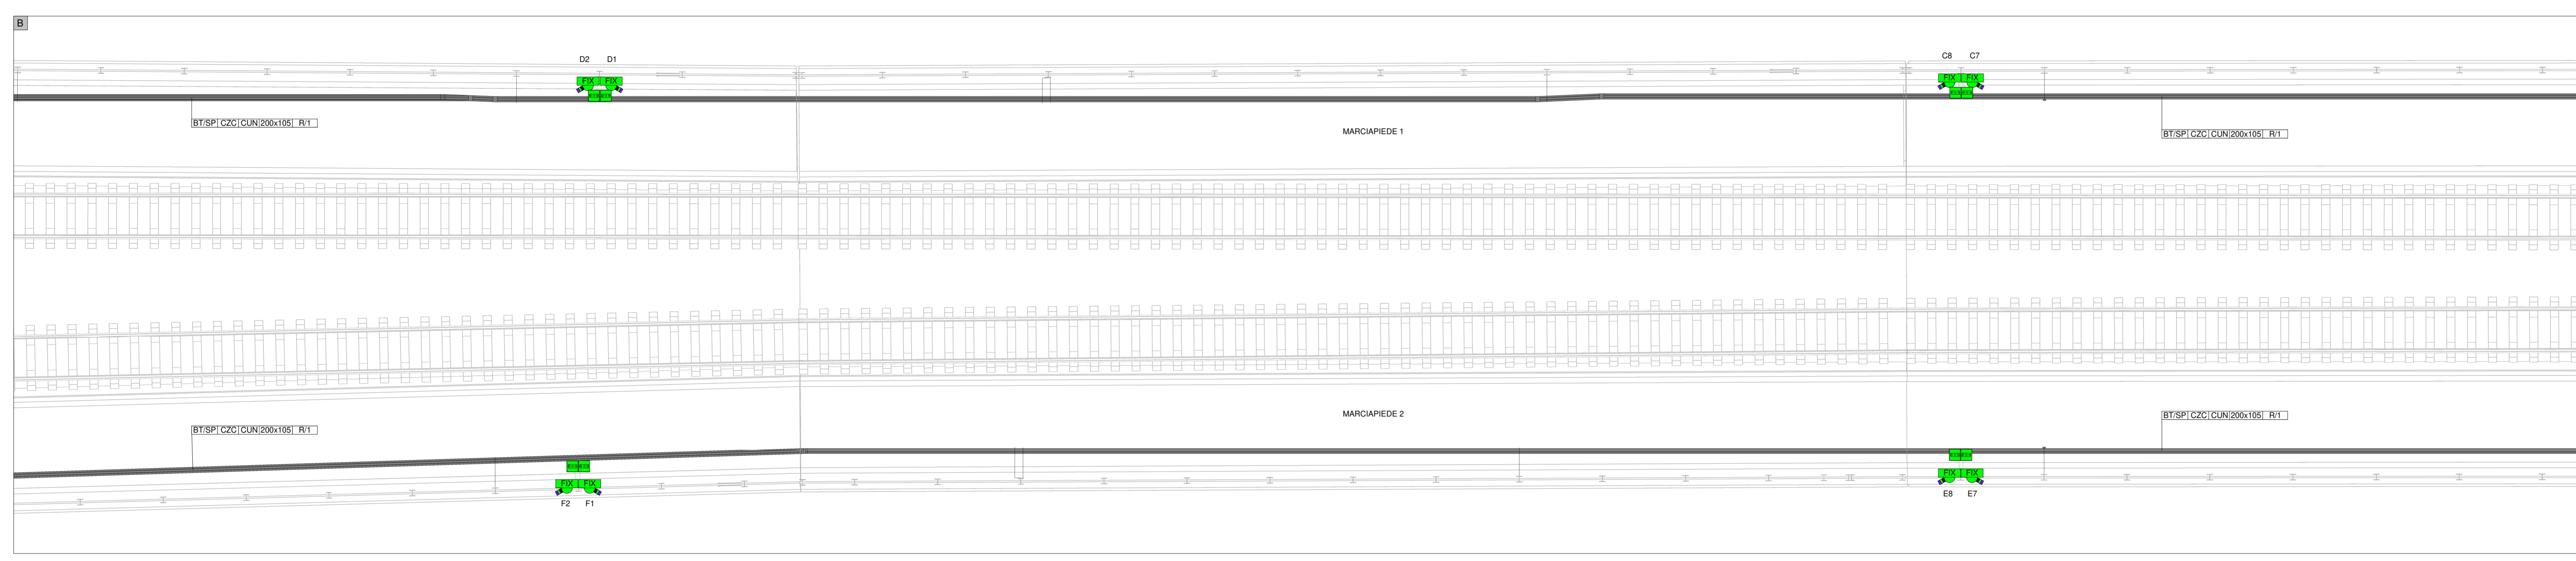 B
D2 D1
C8 C7
FIX FIX
FIX FIX
BT/SP CZC CUN 200x105 R/1
MARCIAPIEDE 1
BT/SP CZC CUN 200x105 R/1
MARCIAPIEDE 2
BT/SP CZC CUN 200x105 R/1
BT/SP CZC CUN 200x105 R/1
FIX FIX
FIX FIX
F2 F1
E8 E7